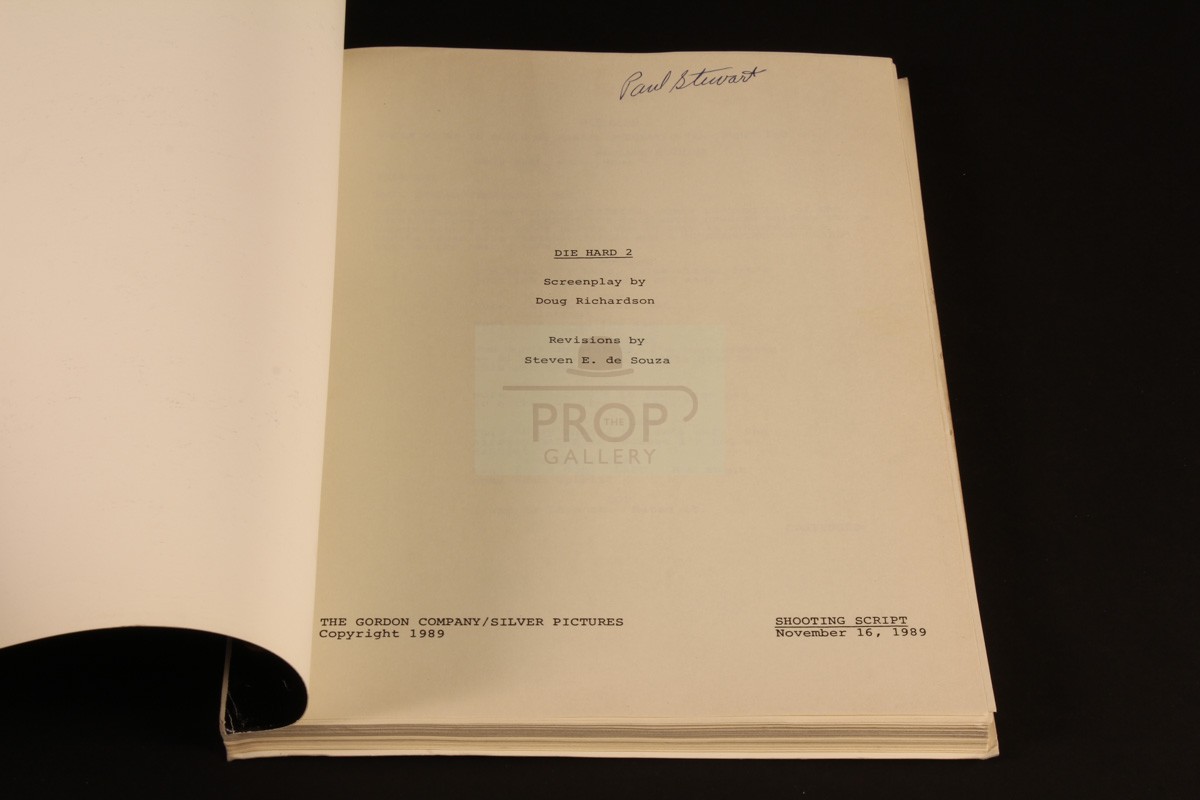 Paul Stewart
DIE HARD 2
Screenplay by
Doug Richardson
Revisions by
Steven E. de Souza
THE PROP
GALLERY
THE GORDON COMPANY/SILVER PICTURES
Copyright 1989
SHOOTING SCRIPT
November 16, 1989